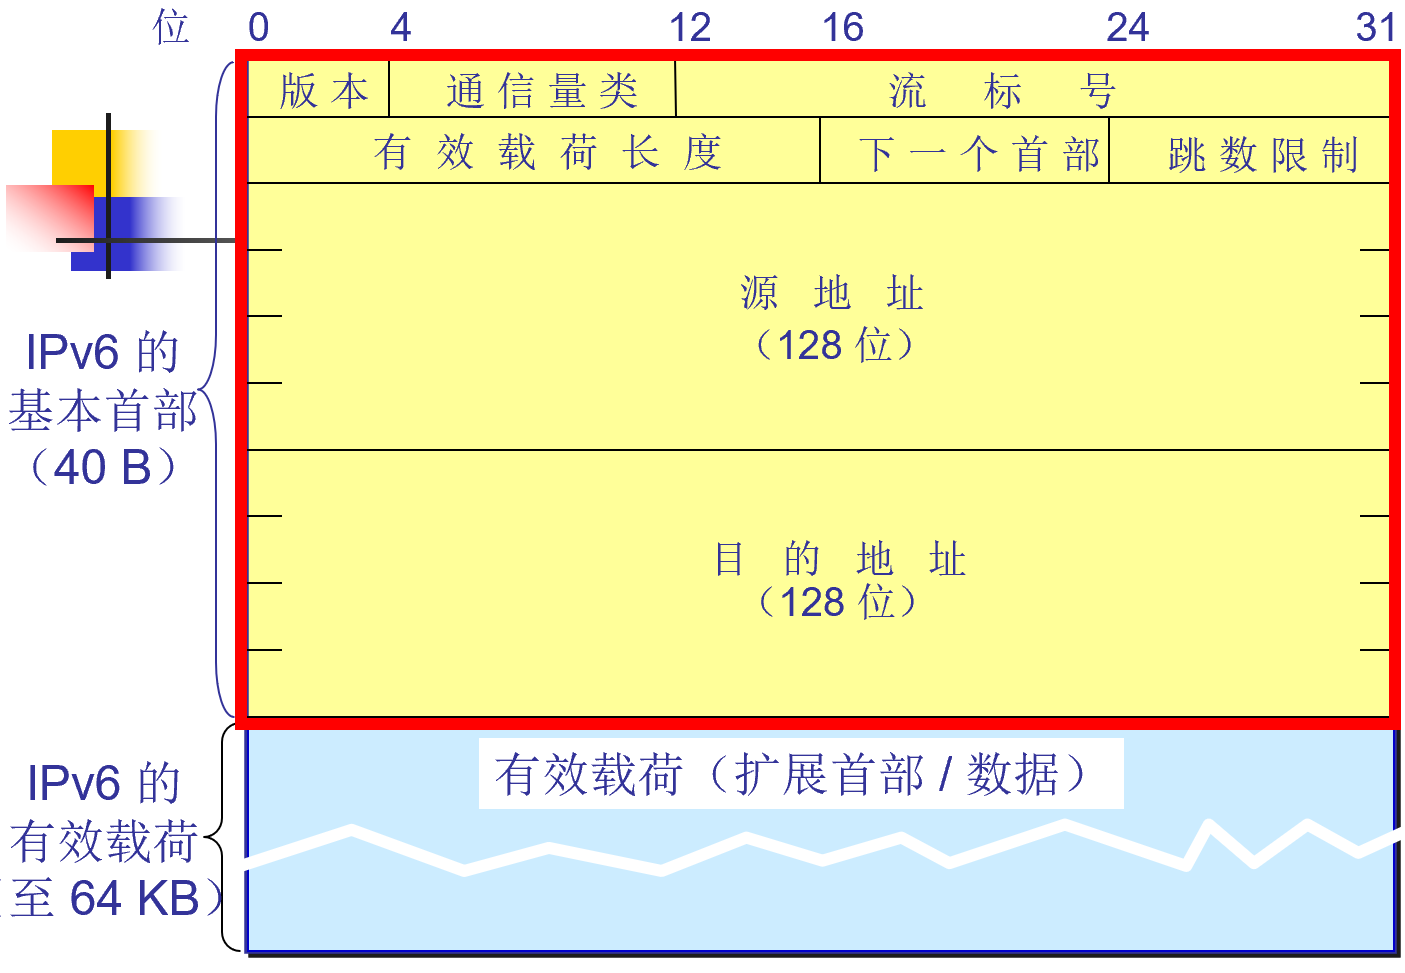 位 0 4 12 16 24 31
版本 通信量类 流标号
有效载荷长度 下一个首部 跳数限制
源地址
（128 位）
IPv6 的
基本首部
（40 B）
目的地址
（128 位）
有效载荷（扩展首部 / 数据）
IPv6 的
有效载荷
至 64 KB）